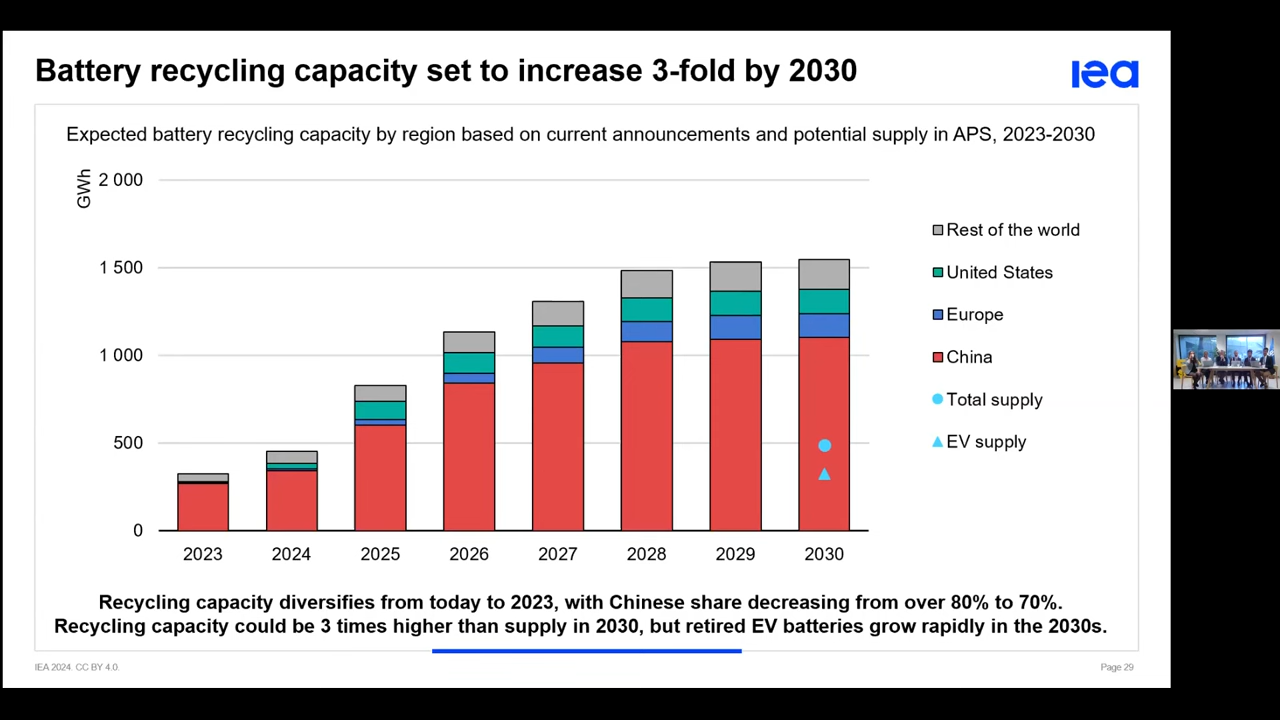 Battery recycling capacity set to increase 3-fold by 2030
iea
Expected battery recycling capacity by region based on current announcements and potential supply in APS, 2023-2030
GWh
2 000
1 500
1 000
500
0
2023 2024 2025 2026 2027 2028 2029 2030
Rest of the world
United States
Europe
China
Total supply
EV supply
Recycling capacity diversifies from today to 2023, with Chinese share decreasing from over 80% to 70%.
Recycling capacity could be 3 times higher than supply in 2030, but retired EV batteries grow rapidly in the 2030s.
IEA 2024. CC BY 4.0.
Page 29